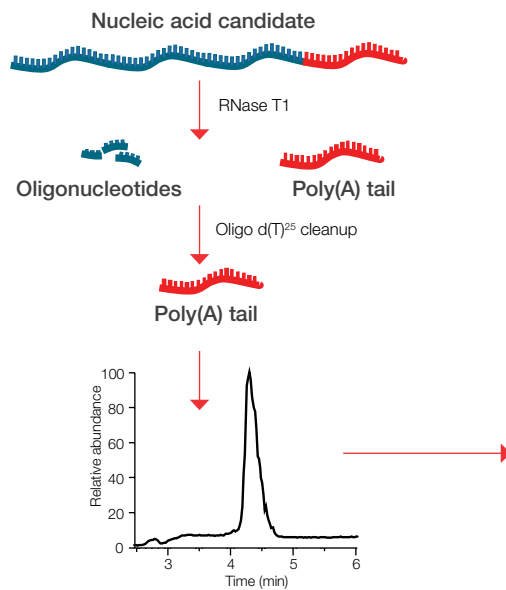 Nucleic acid candidate
RNase T1
Oligonucleotides
Poly(A) tail
Oligo d(T)²⁵ cleanup
Poly(A) tail
Relative abundance
100
80
60
40
20
0
3 4 5 6
Time (min)